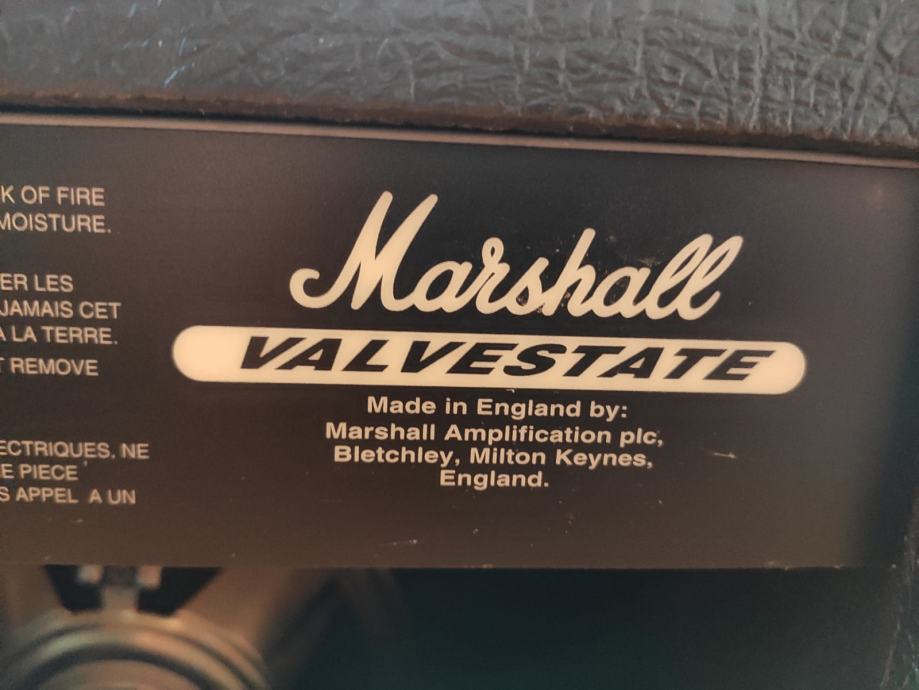 K OF FIRE
MOISTURE.
ER LES
JAMAIS CET
A LA TERRE.
T REMOVE
ECTRIQUES, NE
E PIECE
S APPEL A UN
Marshall
VALVESTATE
Made in England by:
Marshall Amplification plc,
Bletchley, Milton Keynes,
England.